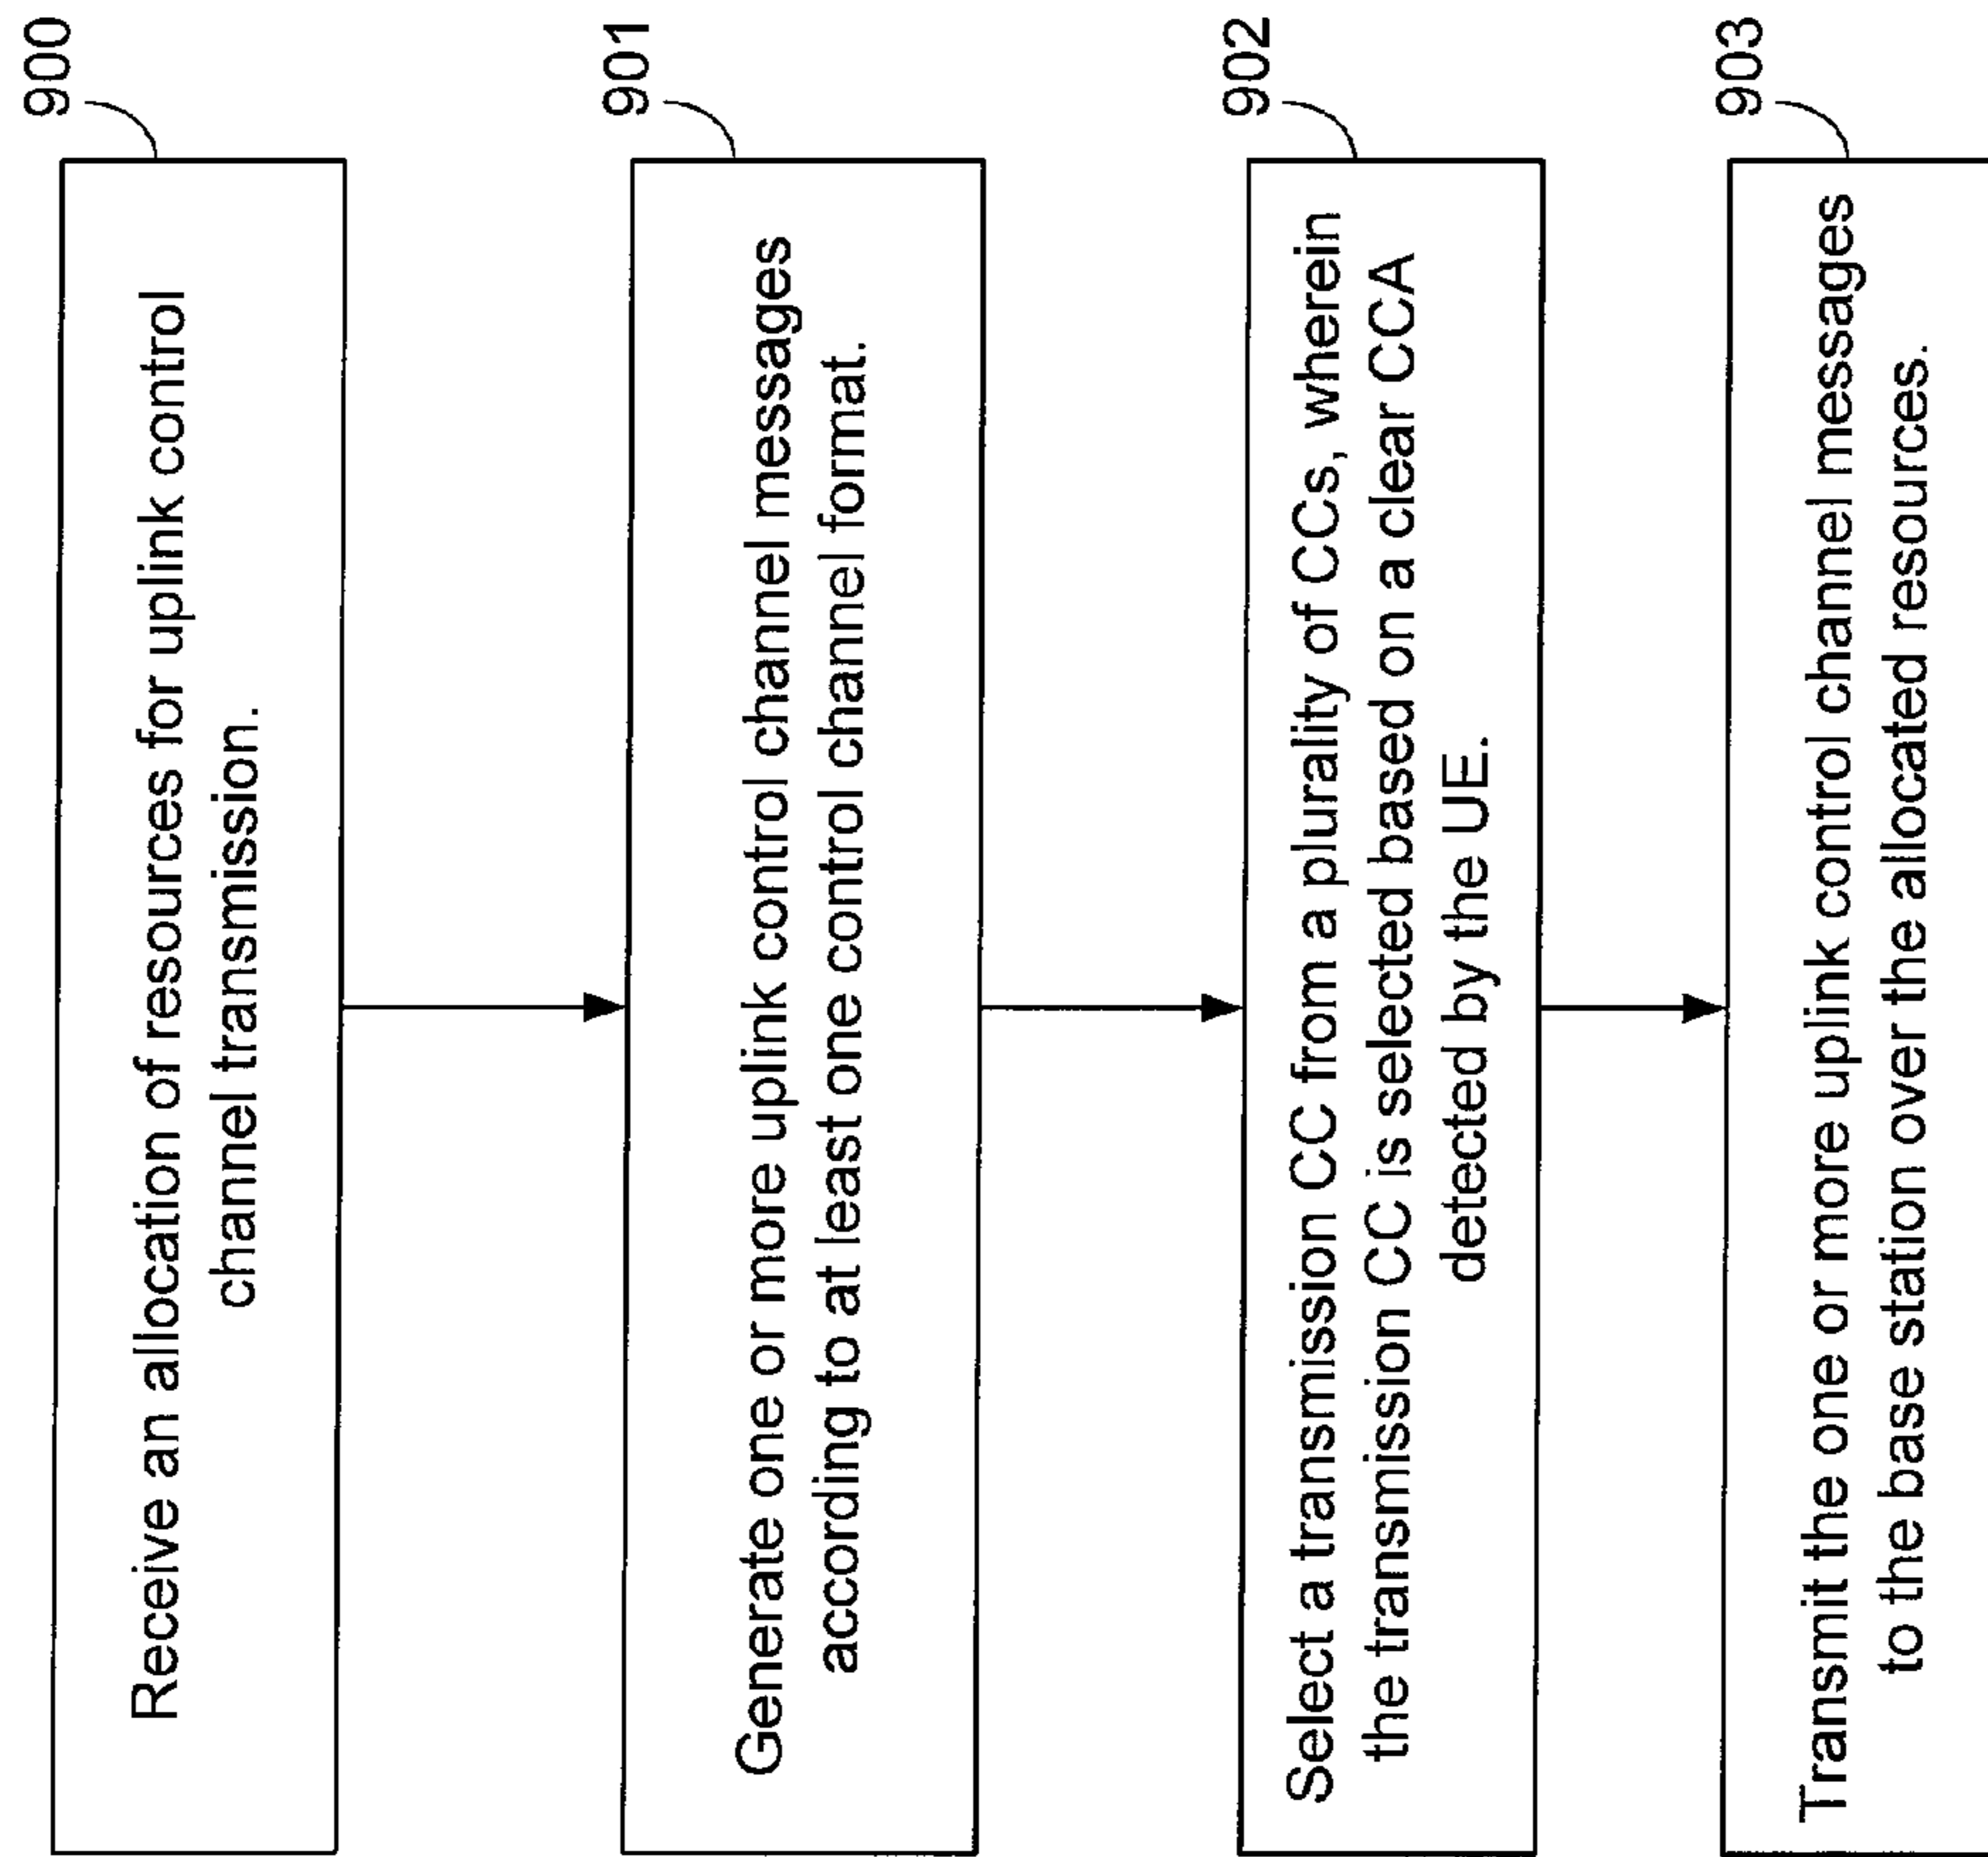 900
Receive an allocation of resources for uplink control
channel transmission.
901
Generate one or more uplink control channel messages
according to at least one control channel format.
902
Select a transmission CC from a plurality of CCs, wherein
the transmission CC is selected based on a clear CCA
detected by the UE.
903
Transmit the one or more uplink control channel messages
to the base station over the allocated resources.